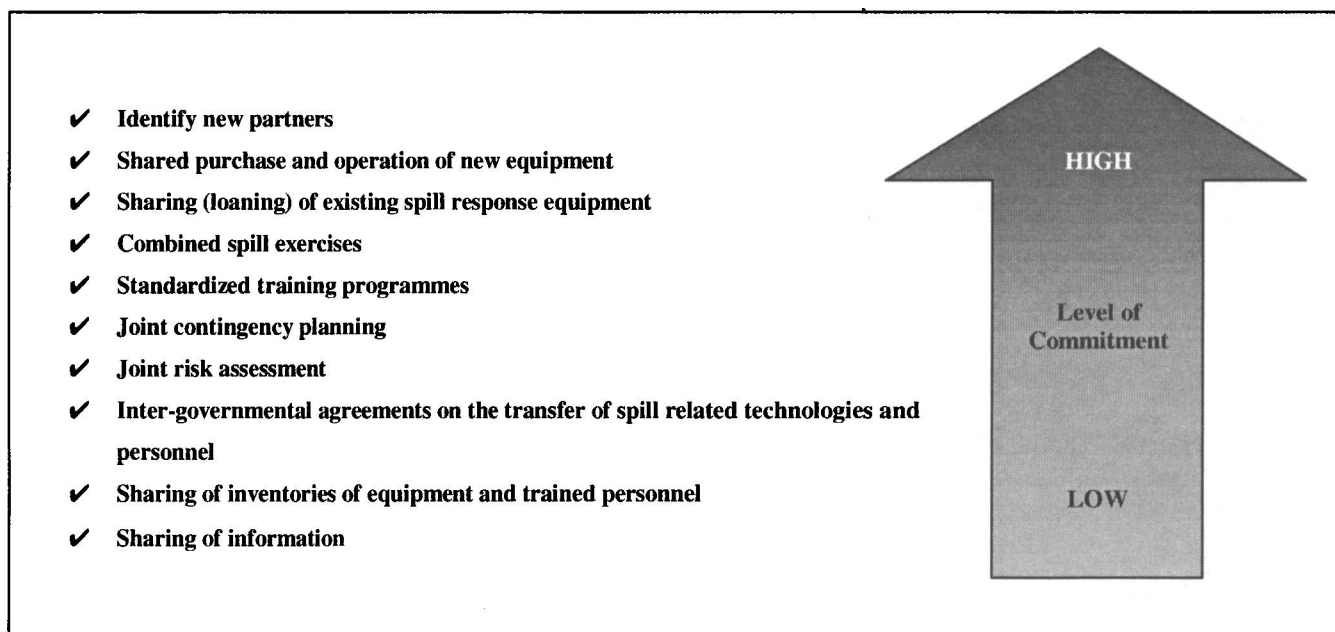 ✔ Identify new partners
✔ Shared purchase and operation of new equipment
✔ Sharing (loaning) of existing spill response equipment
✔ Combined spill exercises
✔ Standardized training programmes
✔ Joint contingency planning
✔ Joint risk assessment
✔ Inter-governmental agreements on the transfer of spill related technologies and
personnel
✔ Sharing of inventories of equipment and trained personnel
✔ Sharing of information
HIGH
Level of
Commitment
LOW